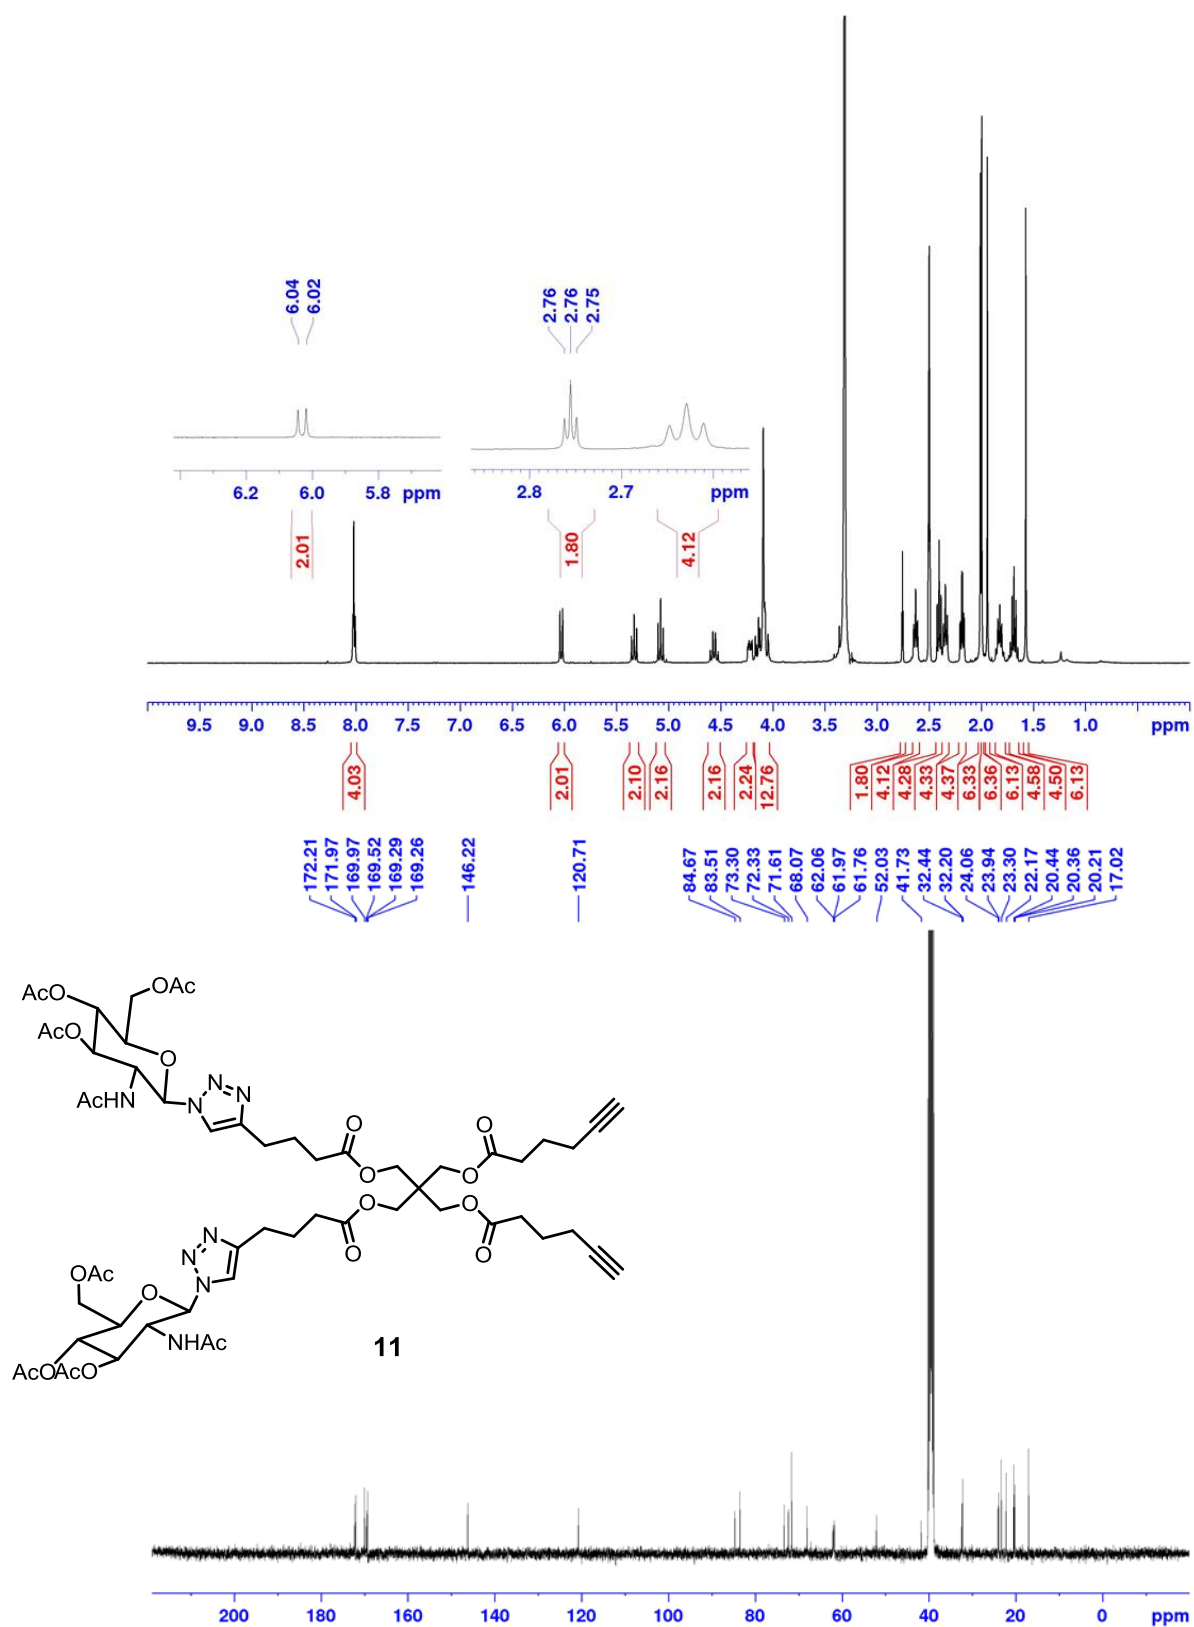 6.04
6.02
2.76
2.76
2.75
6.2 6.0 5.8 ppm
2.8 2.7 ppm
2.01
1.80
4.12
9.5 9.0 8.5 8.0 7.5 7.0 6.5 6.0 5.5 5.0 4.5 4.0 3.5 3.0 2.5 2.0 1.5 1.0 ppm
4.03
2.01
2.10
2.16
2.16
2.24
12.76
1.80
4.12
4.28
4.33
4.37
6.33
6.36
6.13
4.58
4.50
6.13
172.21
171.97
169.97
169.52
169.29
169.26
146.22
120.71
84.67
83.51
73.30
72.33
71.61
68.07
62.06
61.97
61.76
52.03
41.73
32.44
32.20
24.06
23.94
23.30
22.17
20.44
20.36
20.21
17.02
AcO
OAc
AcO
O
AcHN
N
N
N
O
O
O
O
O
O
O
O
N
N
N
OAc
O
NHAc
AcO
AcO
11
200 180 160 140 120 100 80 60 40 20 0 ppm